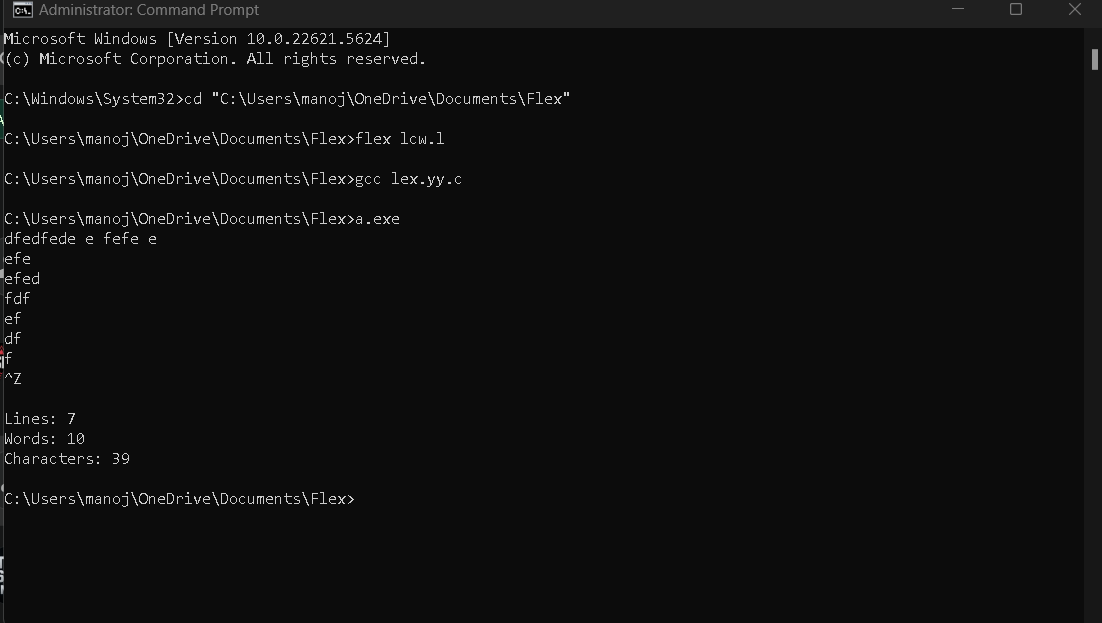 Administrator: Command Prompt
Microsoft Windows [Version 10.0.22621.5624]
(c) Microsoft Corporation. All rights reserved.
C:\Windows\System32>cd "C:\Users\manoj\OneDrive\Documents\Flex"
C:\Users\manoj\OneDrive\Documents\Flex>flex lcw.l
C:\Users\manoj\OneDrive\Documents\Flex>gcc lex.yy.c
C:\Users\manoj\OneDrive\Documents\Flex>a.exe
dfedfede e fefe e
efe
efed
fdf
ef
df
f
^Z
Lines: 7
Words: 10
Characters: 39
C:\Users\manoj\OneDrive\Documents\Flex>